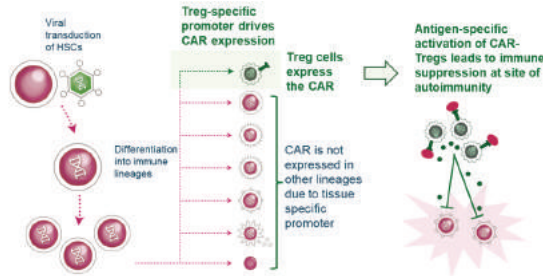 Viral
transduction
of HSCs
Differentiation
into immune
lineages
Treg-specific
promoter drives
CAR expression
Treg cells
express
the CAR
CAR is not
expressed in
other lineages
due to tissue
specific
promoter
Antigen-specific
activation of CAR-
Tregs leads to immune
suppression at site of
autoimmunity